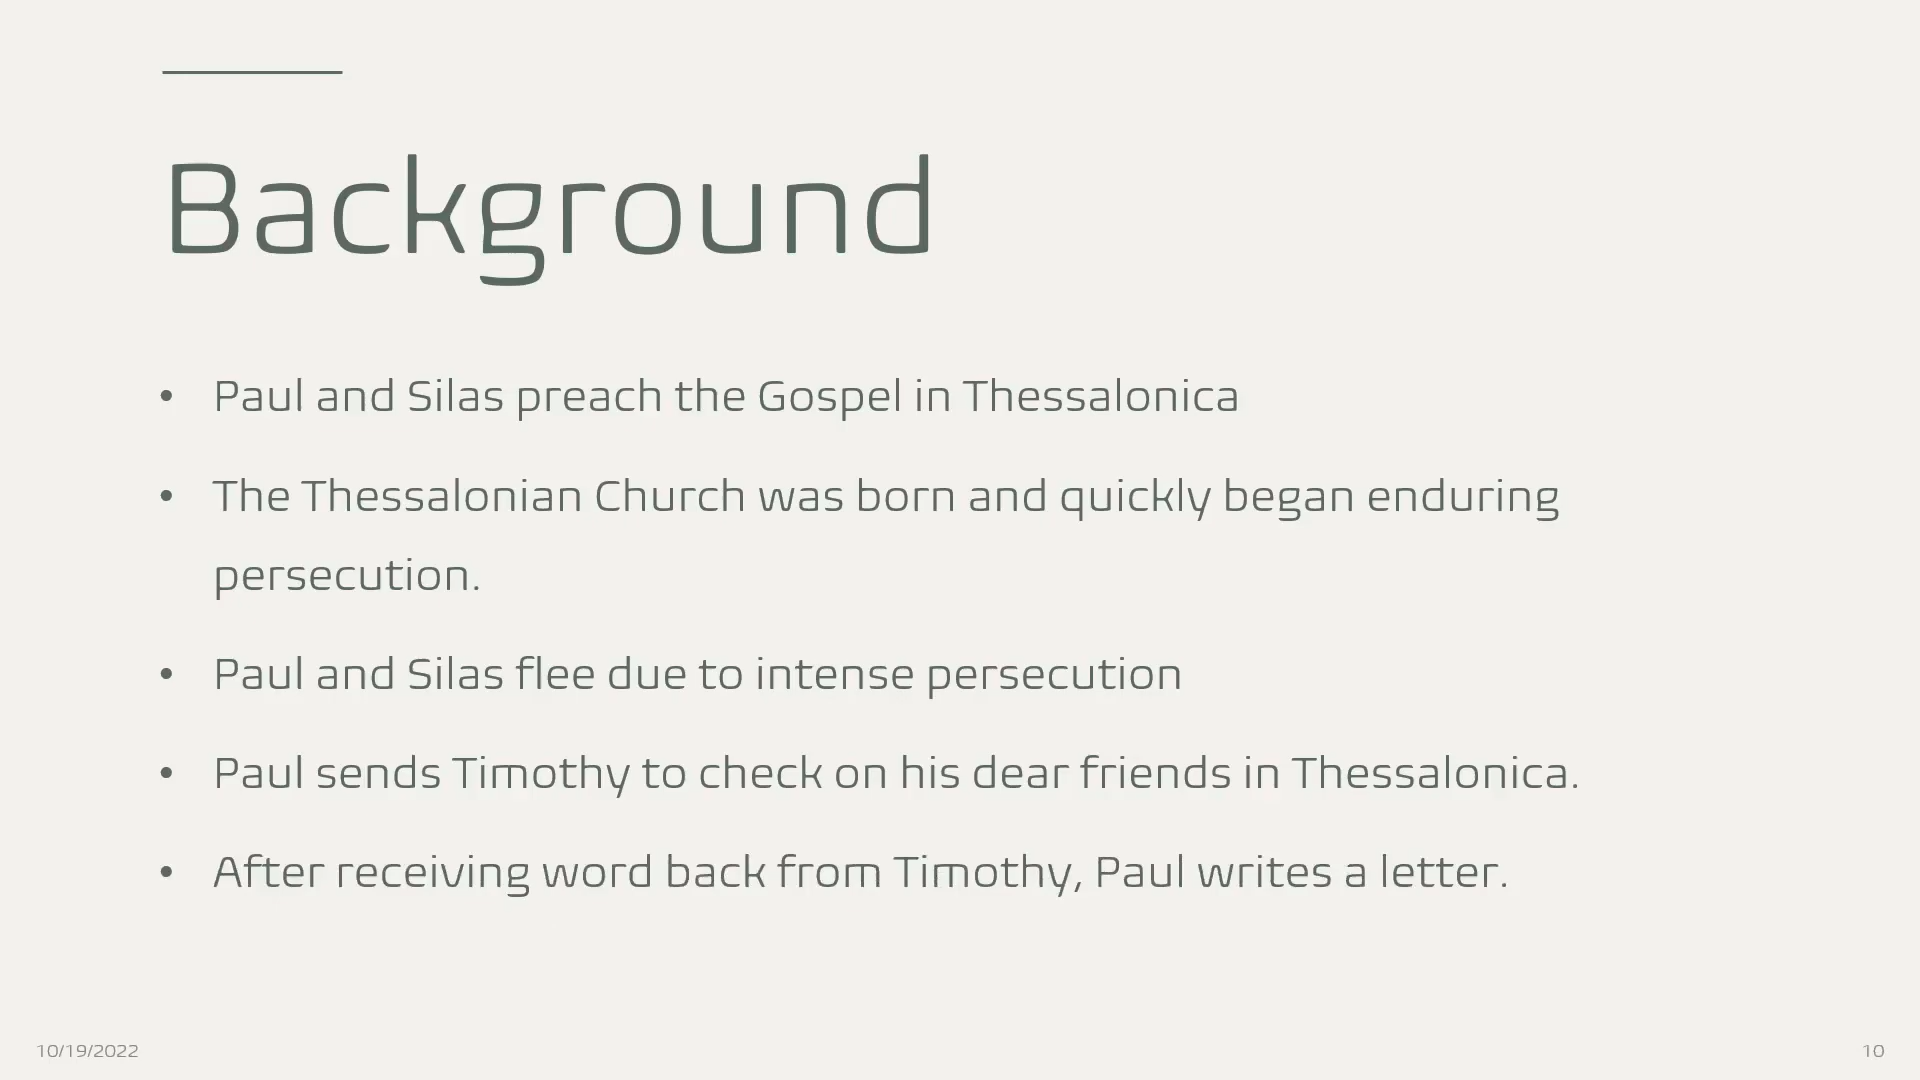 Background
• Paul and Silas preach the Gospel in Thessalonica
• The Thessalonian Church was born and quickly began enduring
persecution.
• Paul and Silas flee due to intense persecution
• Paul sends Timothy to check on his dear friends in Thessalonica.
• After receiving word back from Timothy, Paul writes a letter.
10/19/2022
10